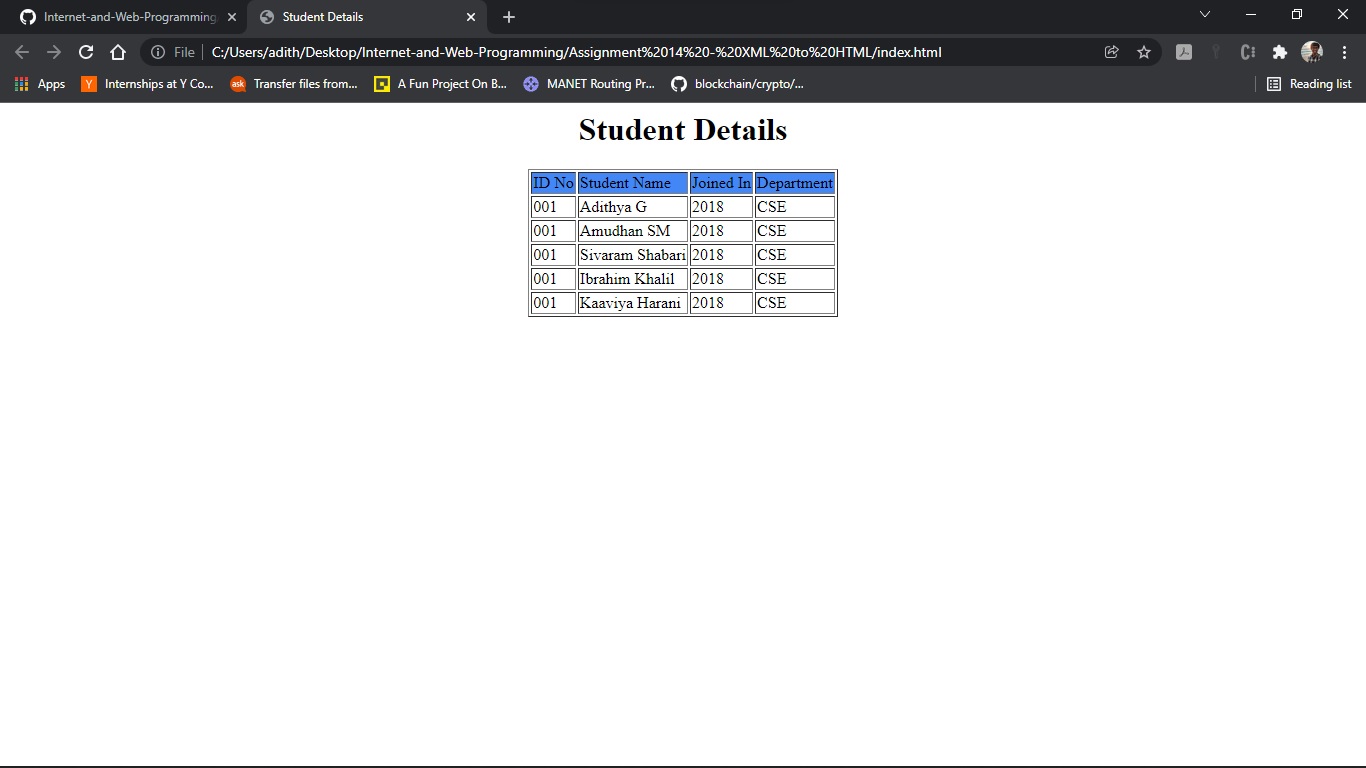 Internet-and-Web-Programming
Student Details
File
C:/Users/adith/Desktop/Internet-and-Web-Programming/Assignment%2014%20-%20XML%20to%20HTML/index.html
Apps
Y
Internships at Y Co...
ask
Transfer files from...
A Fun Project On B...
MANET Routing Pr...
blockchain/crypto/...
Reading list
Student Details
ID No Student Name Joined In Department
001 Adithya G 2018 CSE
001 Amudhan SM 2018 CSE
001 Sivaram Shabari 2018 CSE
001 Ibrahim Khalil 2018 CSE
001 Kaaviya Harani 2018 CSE